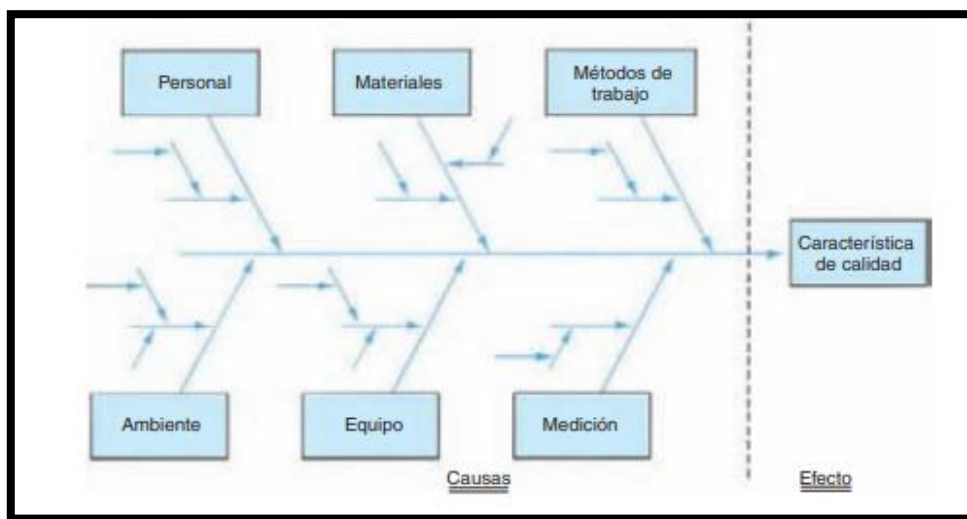 Personal
Materiales
Métodos de
trabajo
Característica
de calidad
Ambiente
Equipo
Medición
Causas
Efecto